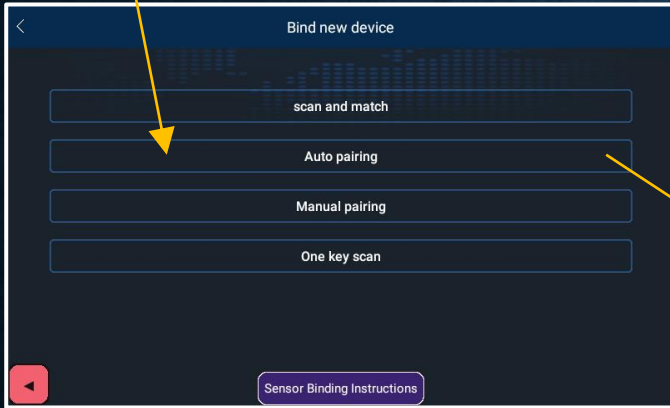 Bind new device
scan and match
Auto pairing
Manual pairing
One key scan
Sensor Binding Instructions